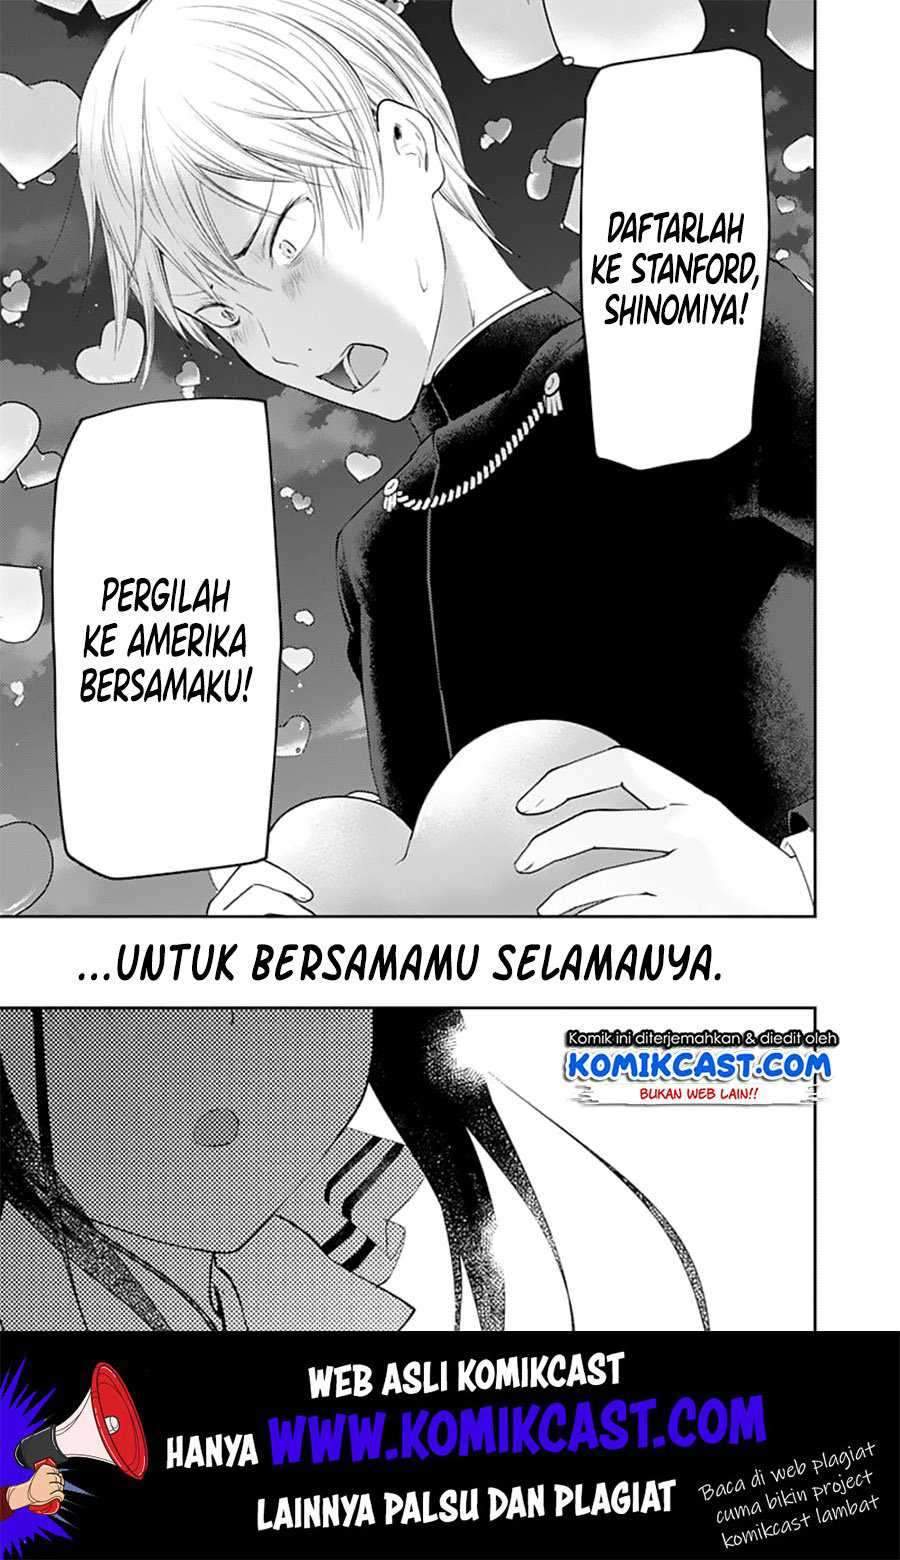 DAFTARLAH
KE STANFORD,
SHINOMIYA!
PERGILAH
KE AMERIKA
BERSAMAKU!
...UNTUK BERSAMAMU SELAMANYA.
Komik ini diterjemahkan & diedit oleh
KOMIKCAST.COM
BUKAN WEB LAIN!!
WEB ASLI KOMIKCAST
HANYA WWW.KOMIKCAST.COM
LAINNYA PALSU DAN PLAGIAT
Baca di web plagiat
cuma bikin project
komikcast lambat